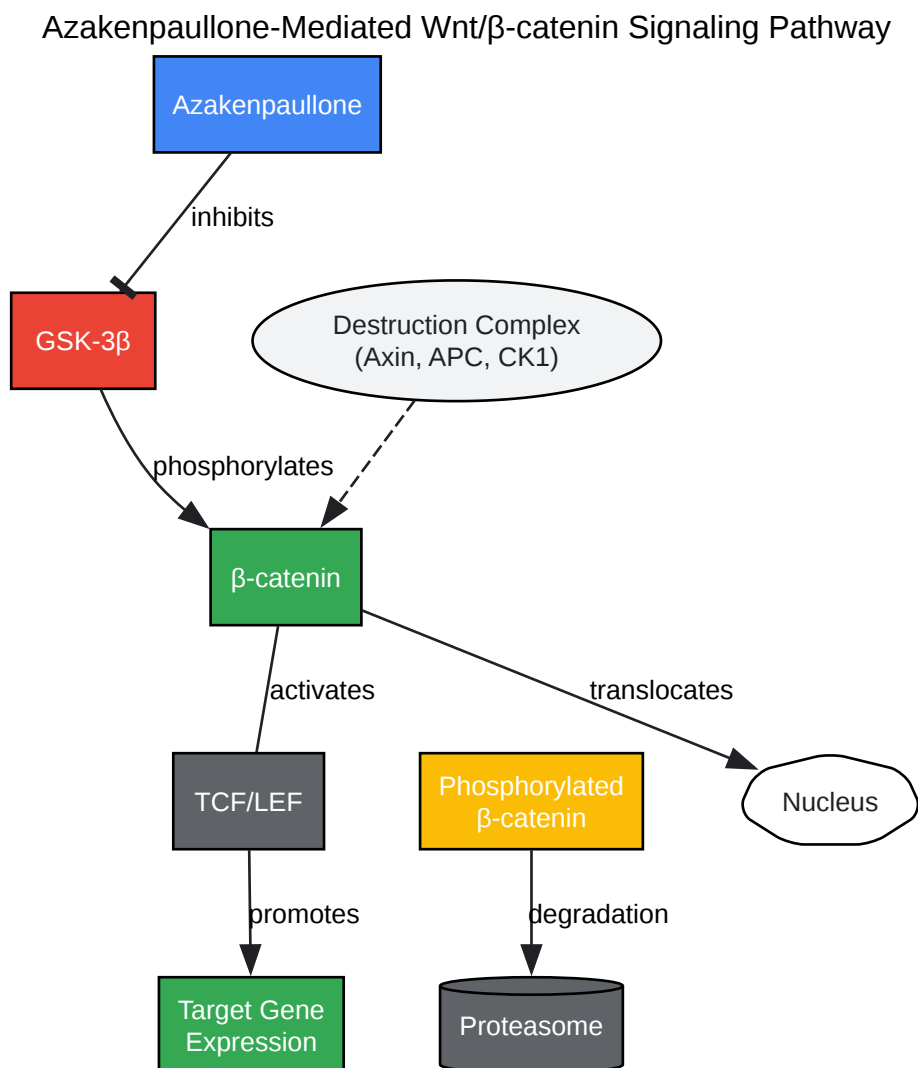 Azakenpaullone-Mediated Wnt/β-catenin Signaling Pathway
Azakenpaullone
inhibits
GSK-3β
Destruction Complex
(Axin, APC, CK1)
phosphorylates
β-catenin
activates
translocates
TCF/LEF
Phosphorylated
β-catenin
Nucleus
promotes
degradation
Target Gene
Expression
Proteasome